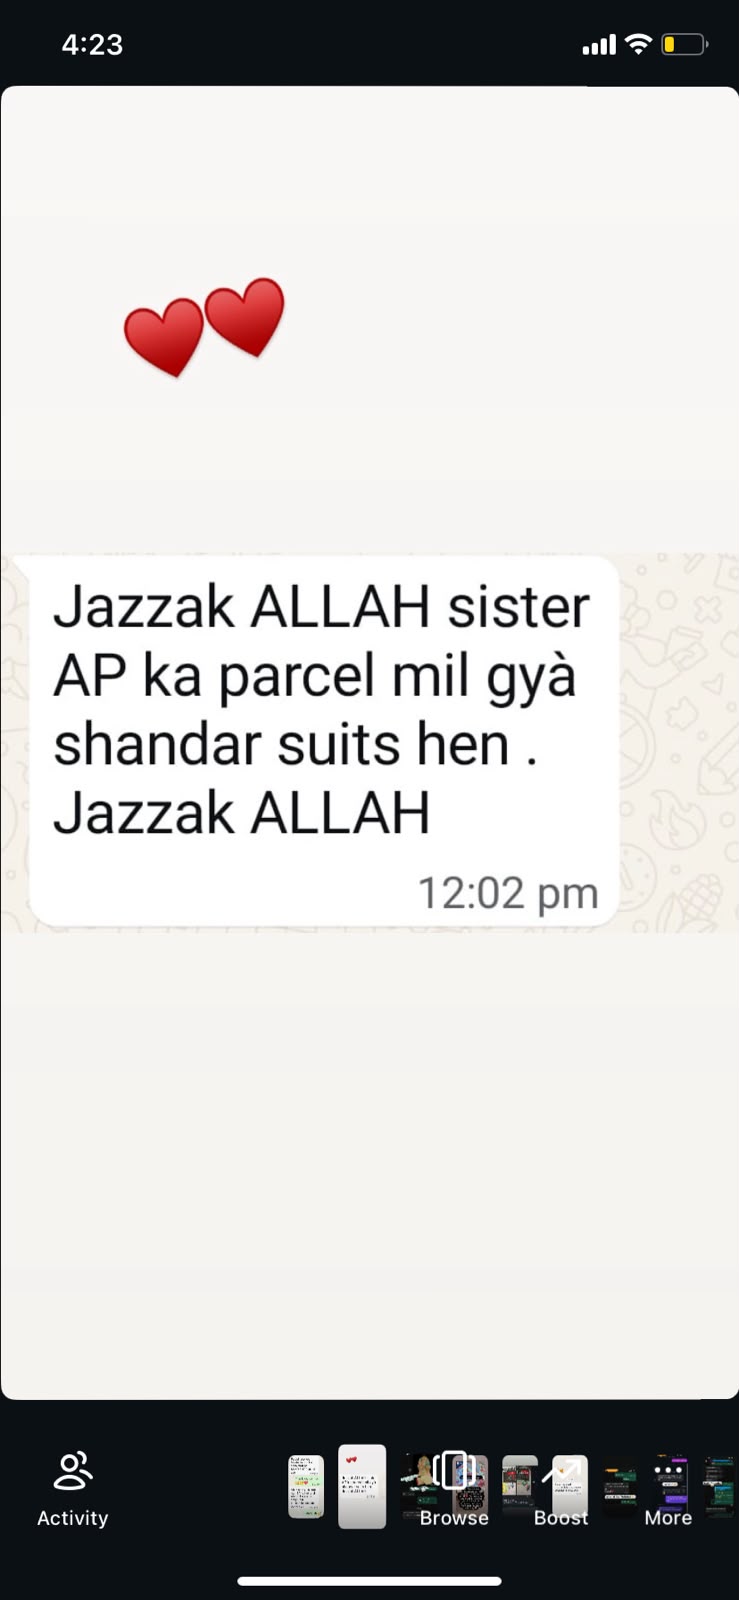 4:23
Jazzak ALLAH sister
AP ka parcel mil gyà
shandar suits hen .
Jazzak ALLAH
12:02 pm
Activity
Browse
Boost
More